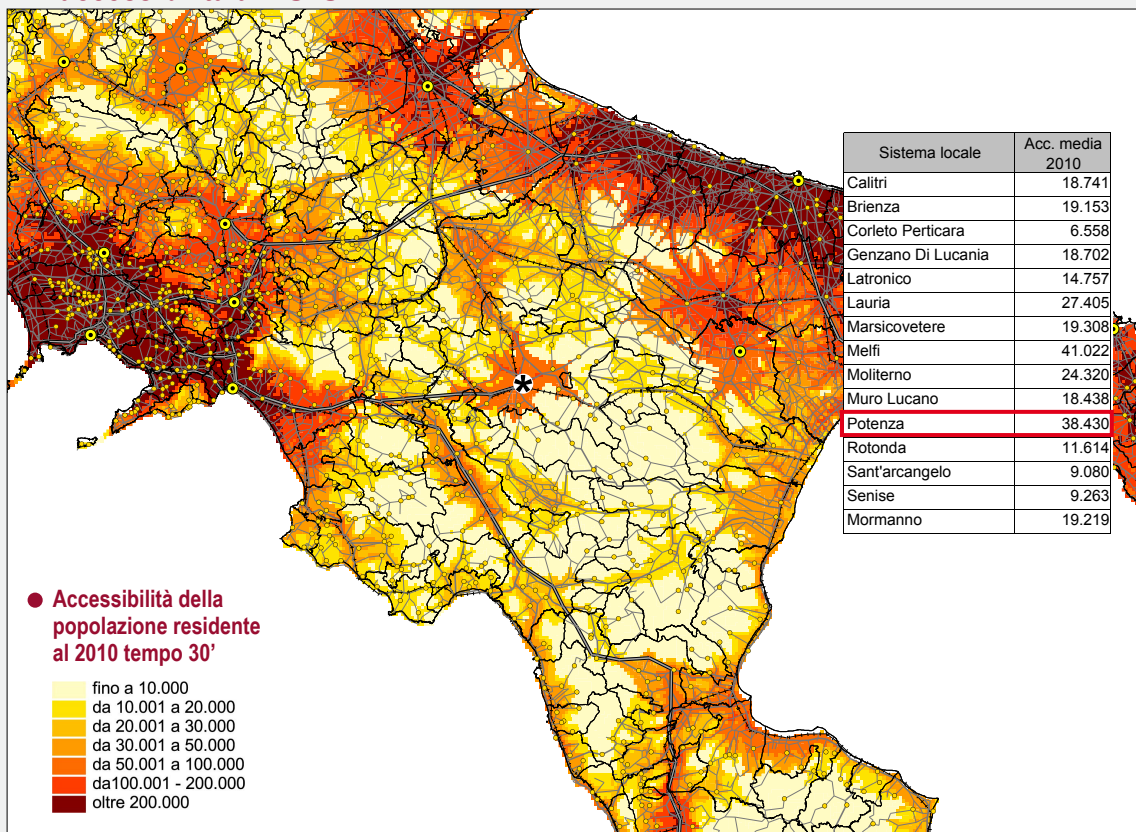 Sistema locale Acc. media 2010
Calitri 18.741
Brienza 19.153
Corleto Perticara 6.558
Genzano Di Lucania 18.702
Latronico 14.757
Lauria 27.405
Marsicovetere 19.308
Melfi 41.022
Moliterno 24.320
Muro Lucano 18.438
Potenza 38.430
Rotonda 11.614
Sant'arcangelo 9.080
Senise 9.263
Mormanno 19.219
Accessibilità della
popolazione residente
al 2010 tempo 30’
fino a 10.000
da 10.001 a 20.000
da 20.001 a 30.000
da 30.001 a 50.000
da 50.001 a 100.000
da100.001 - 200.000
oltre 200.000